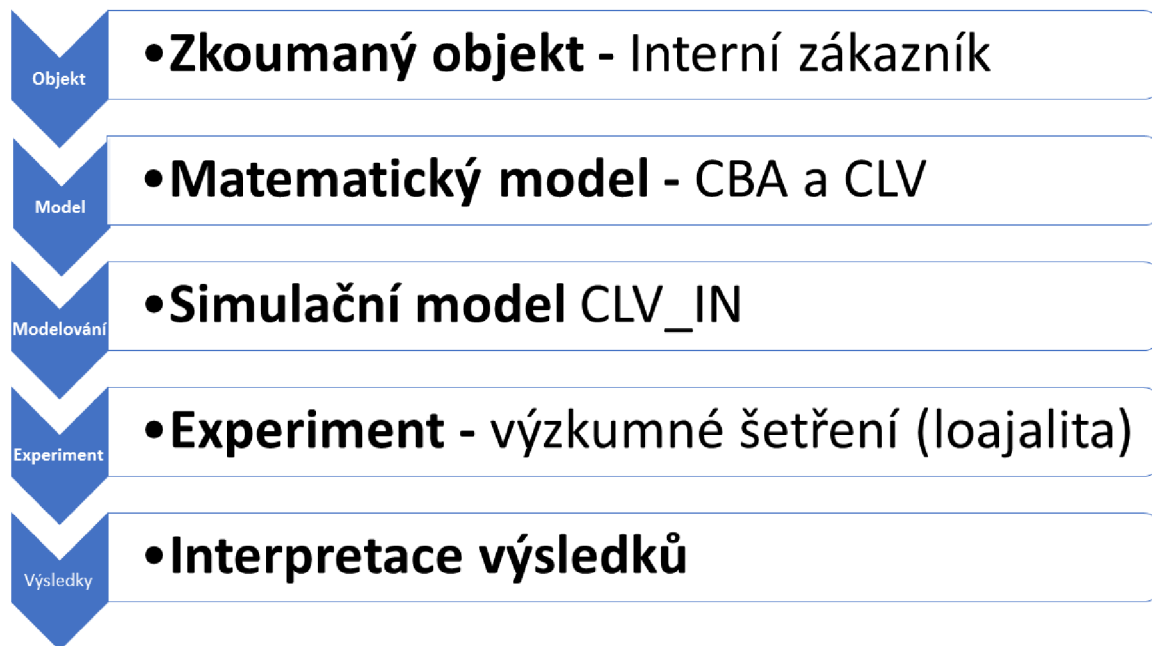 Objekt
•Zkoumaný objekt - Interní zákazník
Model
•Matematický model - CBA a CLV
Modelování
•Simulační model CLV_IN
Experiment
•Experiment - výzkumné šetření (loajalita)
Výsledky
•Interpretace výsledků